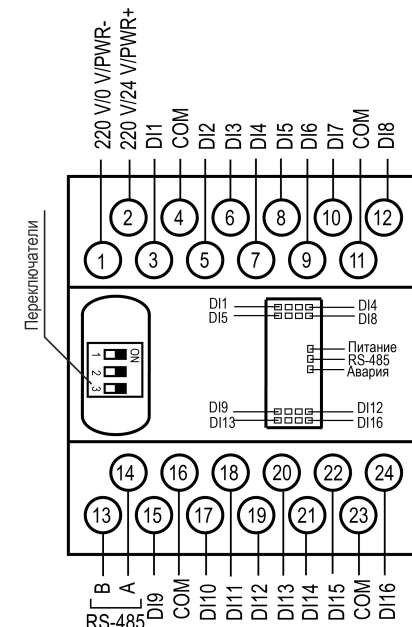 220 V/0 V/PWR-
220 V/24 V/PWR+
DI1
COM
DI2
DI3
DI4
DI5
DI6
DI7
COM
DI8
2
4
6
8
10
12
1
3
5
7
9
11
Переключатели
ON
1
2
3
DI1
DI4
DI5
DI8
Питание
RS-485
Авария
DI9
DI12
DI13
DI16
14
16
18
20
22
24
13
15
17
19
21
23
B
A
RS-485
DI9
COM
DI10
DI11
DI12
DI13
DI14
DI15
COM
DI16